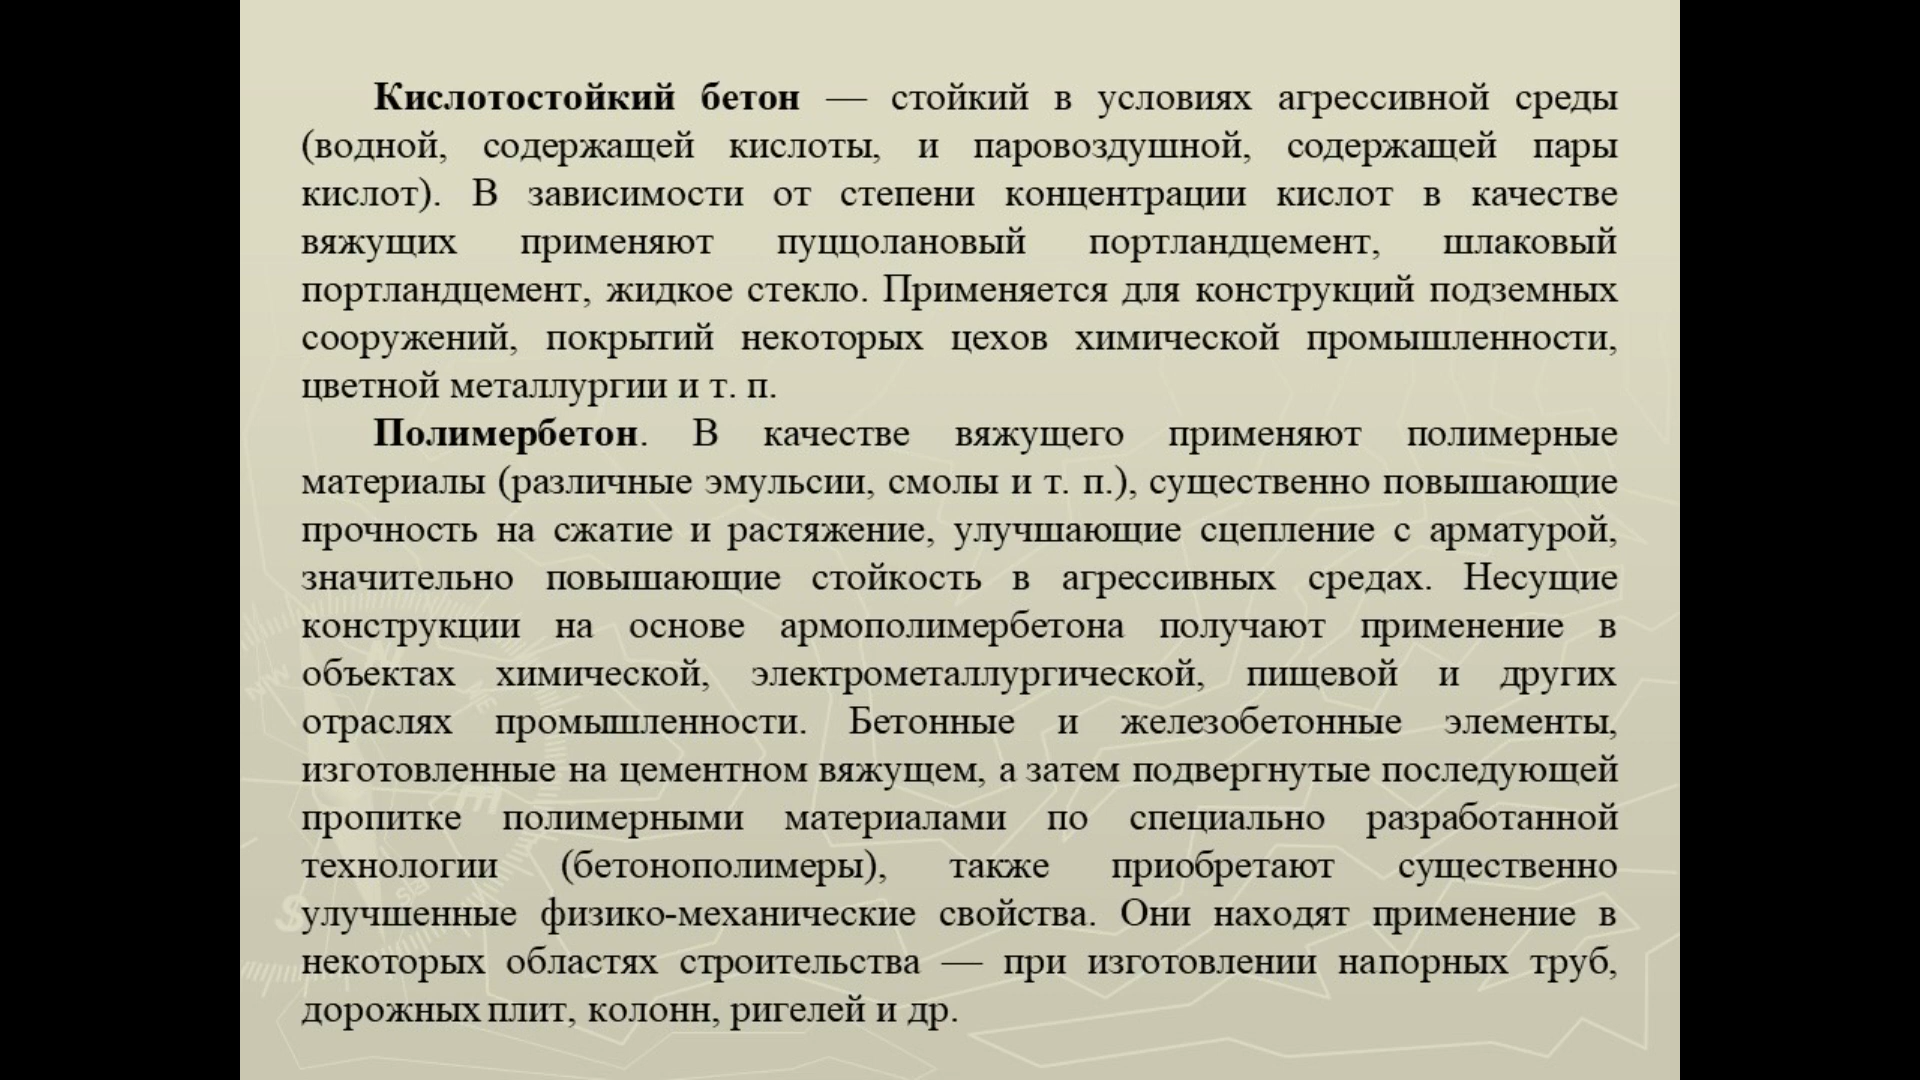 Кислотостойкий бетон — стойкий в условиях агрессивной среды
(водной, содержащей кислоты, и паровоздушной, содержащей пары
кислот). В зависимости от степени концентрации кислот в качестве
вяжущих применяют пуццолановый портландцемент, шлаковый
портландцемент, жидкое стекло. Применяется для конструкций подземных
сооружений, покрытий некоторых цехов химической промышленности,
цветной металлургии и т. п.
Полимербетон. В качестве вяжущего применяют полимерные
материалы (различные эмульсии, смолы и т. п.), существенно повышающие
прочность на сжатие и растяжение, улучшающие сцепление с арматурой,
значительно повышающие стойкость в агрессивных средах. Несущие
конструкции на основе армополимербетона получают применение в
объектах химической, электрометаллургической, пищевой и других
отраслях промышленности. Бетонные и железобетонные элементы,
изготовленные на цементном вяжущем, а затем подвергнутые последующей
пропитке полимерными материалами по специально разработанной
технологии (бетонополимеры), также приобретают существенно
улучшенные физико-механические свойства. Они находят применение в
некоторых областях строительства — при изготовлении напорных труб,
дорожных плит, колонн, ригелей и др.
NW
N
NE
E
SE
S